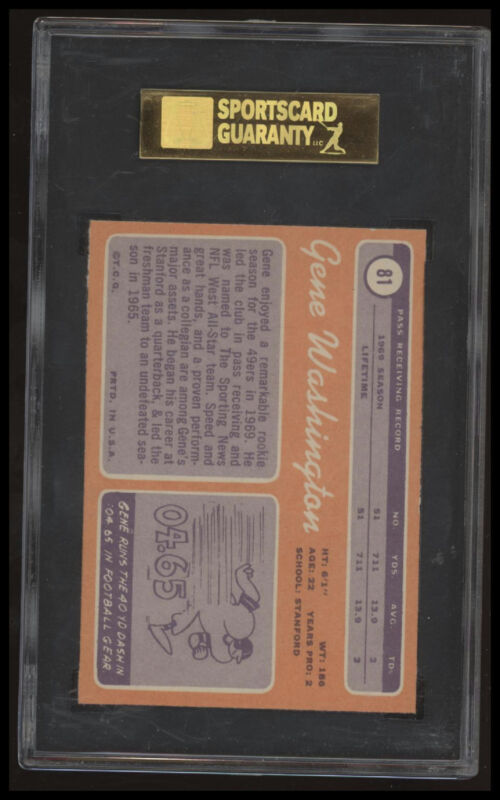 SPORTSCARD
GUARANTY LLC
81
PASS RECEIVING RECORD
NO. YDS AVG. TDS
1969 SEASON 51 711 13.9 3
LIFETIME 51 711 13.9 3
Gene Washington
HT: 6'1" WT: 186
AGE: 22 YEARS PRO: 2
SCHOOL: STANFORD
Gene enjoyed a remarkable rookie
season for the 49ers in 1969. He
led the club in pass receiving and
was named to The Sporting News
NFL West All-Star team. Speed and
great hands, and a proven perform-
ance as a collegian are among Gene's
major assets. He began his career at
Stanford as a quarterback, & led the
freshman team to an undefeated sea-
son in 1965.
©T.C.G. PRTD. IN U.S.A.
04.65
GENE RUNS THE 40 YD DASH IN
:04.65 IN FOOTBALL GEAR.